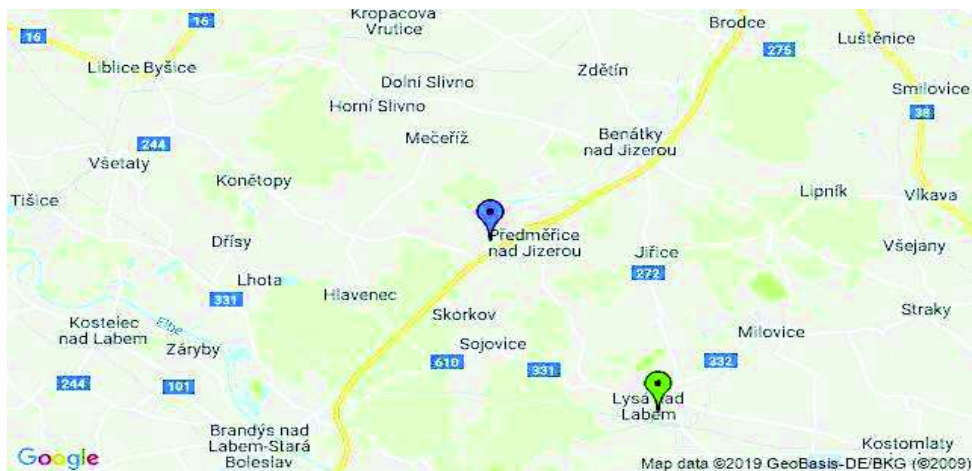 Kropacova
Vrutice
Brodce
16
16
275
Luštěnice
Liblice Byšice
Dolní Slivno
Zdětín
Horní Slivno
Smilovice
38
Mečeříž
Benátky
nad Jizerou
244
Všetaty
Konětopy
Lipník
Vlkava
Tišice
Předměřice
nad Jizerou
Dřísy
Jiřice
Všejany
272
Lhota
331
Hlavenec
Skorkov
Straky
Elbe
Kostelec
nad Labem
Milovice
Záryby
Sojovice
610
331
332
244
101
Lysá nad
Labem
Brandýs nad
Labem-Stará
Boleslav
Kostomlaty
Google
Map data ©2019 GeoBasis-DE/BKG (©2009)